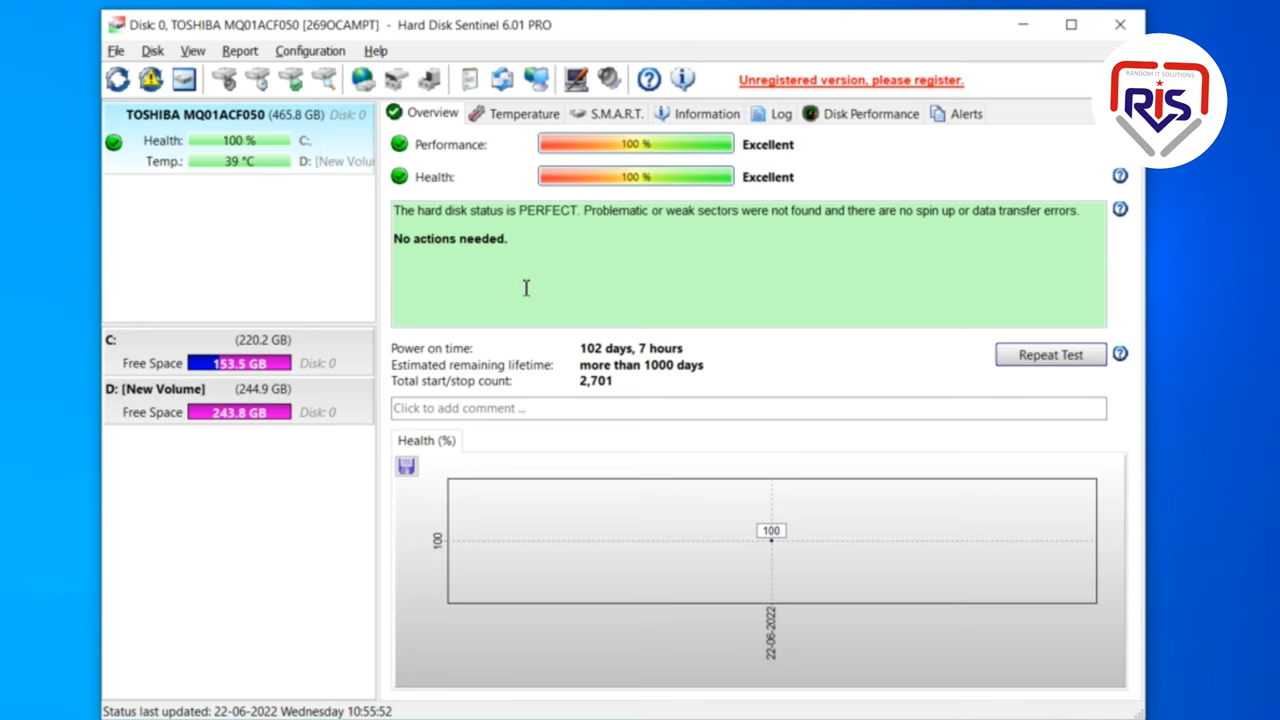 Disk: 0, TOSHIBA MQ01ACF050 [269OCAMPT] - Hard Disk Sentinel 6.01 PRO
File Disk View Report Configuration Help
Unregistered version, please register.
RANDOM IT SOLUTIONS
RIS
TOSHIBA MQ01ACF050 (465.8 GB) Disk: 0
Health: 100 % C:,
Temp.: 39 °C D: [New Volu
C: (220.2 GB)
Free Space 153.5 GB Disk: 0
D: [New Volume] (244.9 GB)
Free Space 243.8 GB Disk: 0
Overview Temperature S.M.A.R.T. Information Log Disk Performance Alerts
Performance: 100 % Excellent
Health: 100 % Excellent
The hard disk status is PERFECT. Problematic or weak sectors were not found and there are no spin up or data transfer errors.
No actions needed.
Power on time: 102 days, 7 hours
Estimated remaining lifetime: more than 1000 days
Total start/stop count: 2,701
Repeat Test
Click to add comment ...
Health (%)
100
100
22-06-2022
Status last updated: 22-06-2022 Wednesday 10:55:52